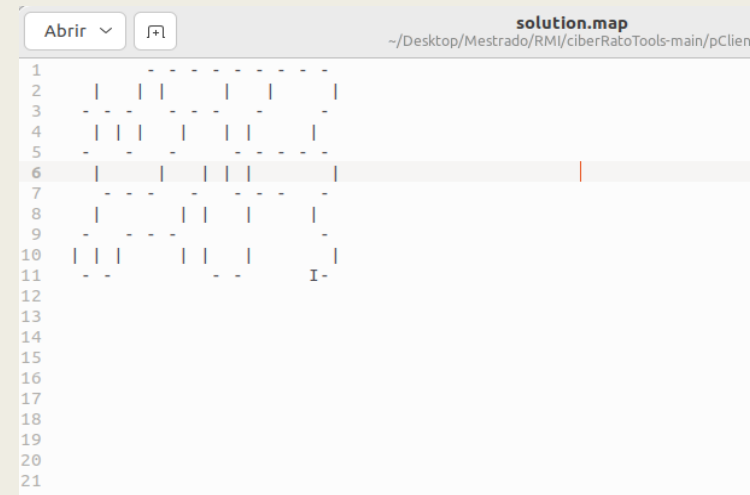 Abrir
solution.map
~/Desktop/Mestrado/RMI/ciberRatoTools-main/pClien
1         - - - - - - - - -
2    |   | |     |   |     |
3   - - -   - - -   -     -
4    | | |   |   | |     |
5   -   -   -     - - - - -
6    |     |   | | |       |
7     - - -   -   - - -   -
8    |       | |   |     |
9   -   - - -             -
10 | | |     | |   |       |
11  - -         - -      I-
12
13
14
15
16
17
18
19
20
21